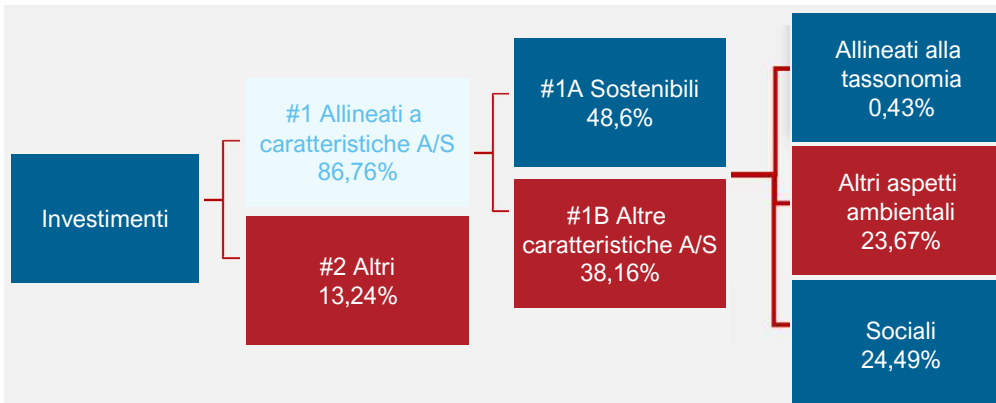 Investimenti
#1 Allineati a
caratteristiche A/S
86,76%
#2 Altri
13,24%
#1A Sostenibili
48,6%
#1B Altre
caratteristiche A/S
38,16%
Allineati alla
tassonomia
0,43%
Altri aspetti
ambientali
23,67%
Sociali
24,49%